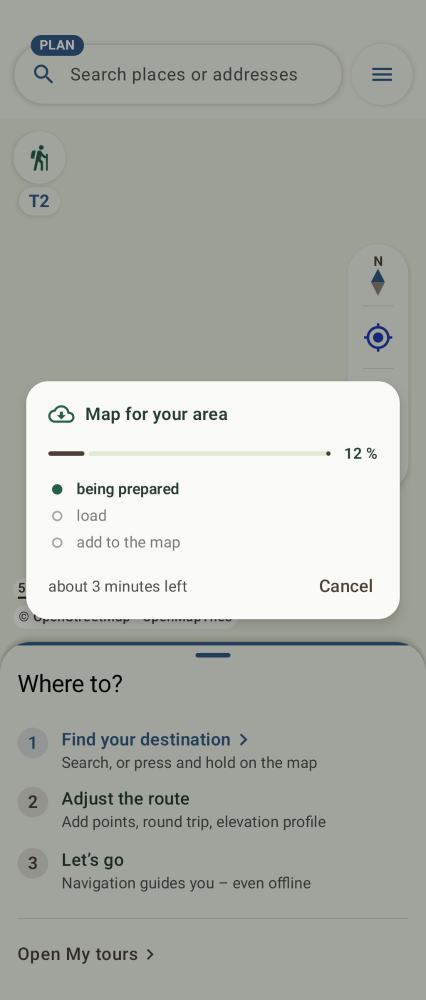 PLAN
Search places or addresses
T2
N
Map for your area
12 %
being prepared
load
add to the map
about 3 minutes left
Cancel
5
© OpenStreetMap OpenMapTiles
Where to?
1
Find your destination
Search, or press and hold on the map
2
Adjust the route
Add points, round trip, elevation profile
3
Let’s go
Navigation guides you – even offline
Open My tours